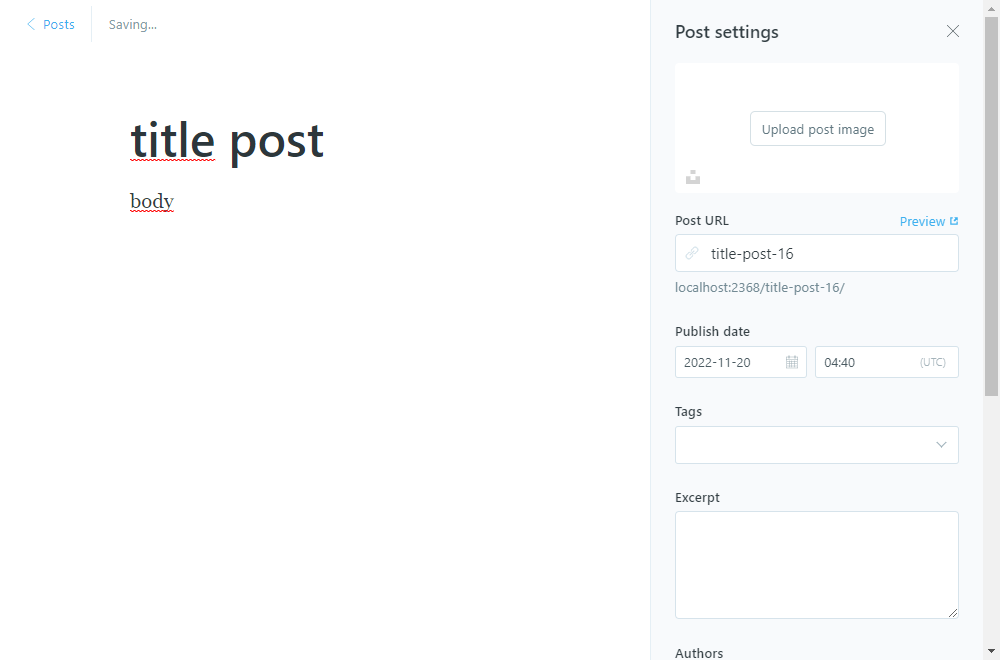 Posts
Saving...
title post
body
Post settings
Upload post image
Post URL
Preview
title-post-16
localhost:2368/title-post-16/
Publish date
2022-11-20
04:40
(UTC)
Tags
Excerpt
Authors